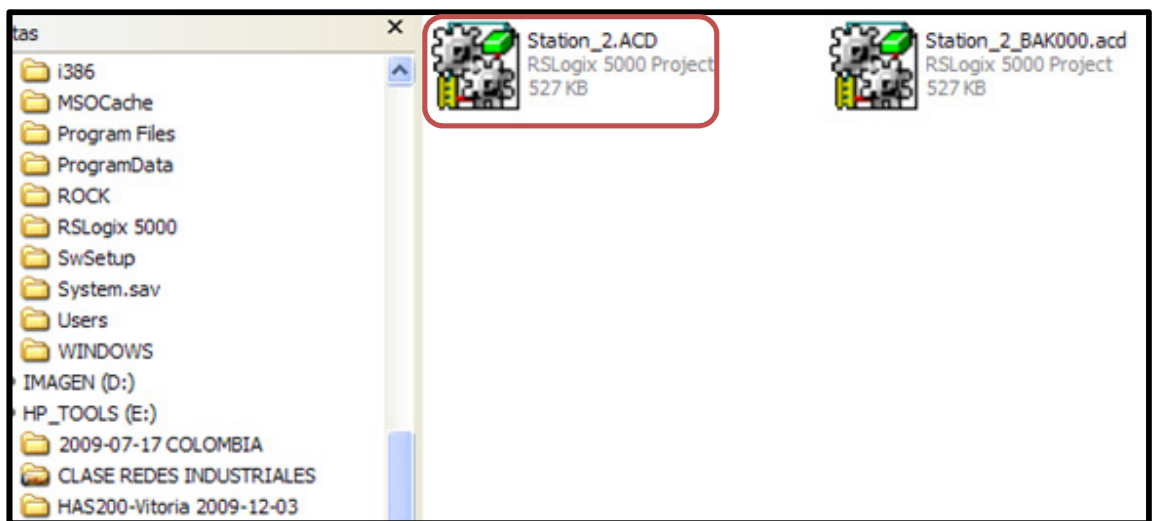 tas
i386
MSOCache
Program Files
ProgramData
ROCK
RSLogix 5000
SwSetup
System.sav
Users
WINDOWS
IMAGEN (D:)
HP_TOOLS (E:)
2009-07-17 COLOMBIA
CLASE REDES INDUSTRIALES
HAS200-Vitoria 2009-12-03
Station_2.ACD
RSLogix 5000 Project
527 KB
Station_2_BAK000.acd
RSLogix 5000 Project
527 KB